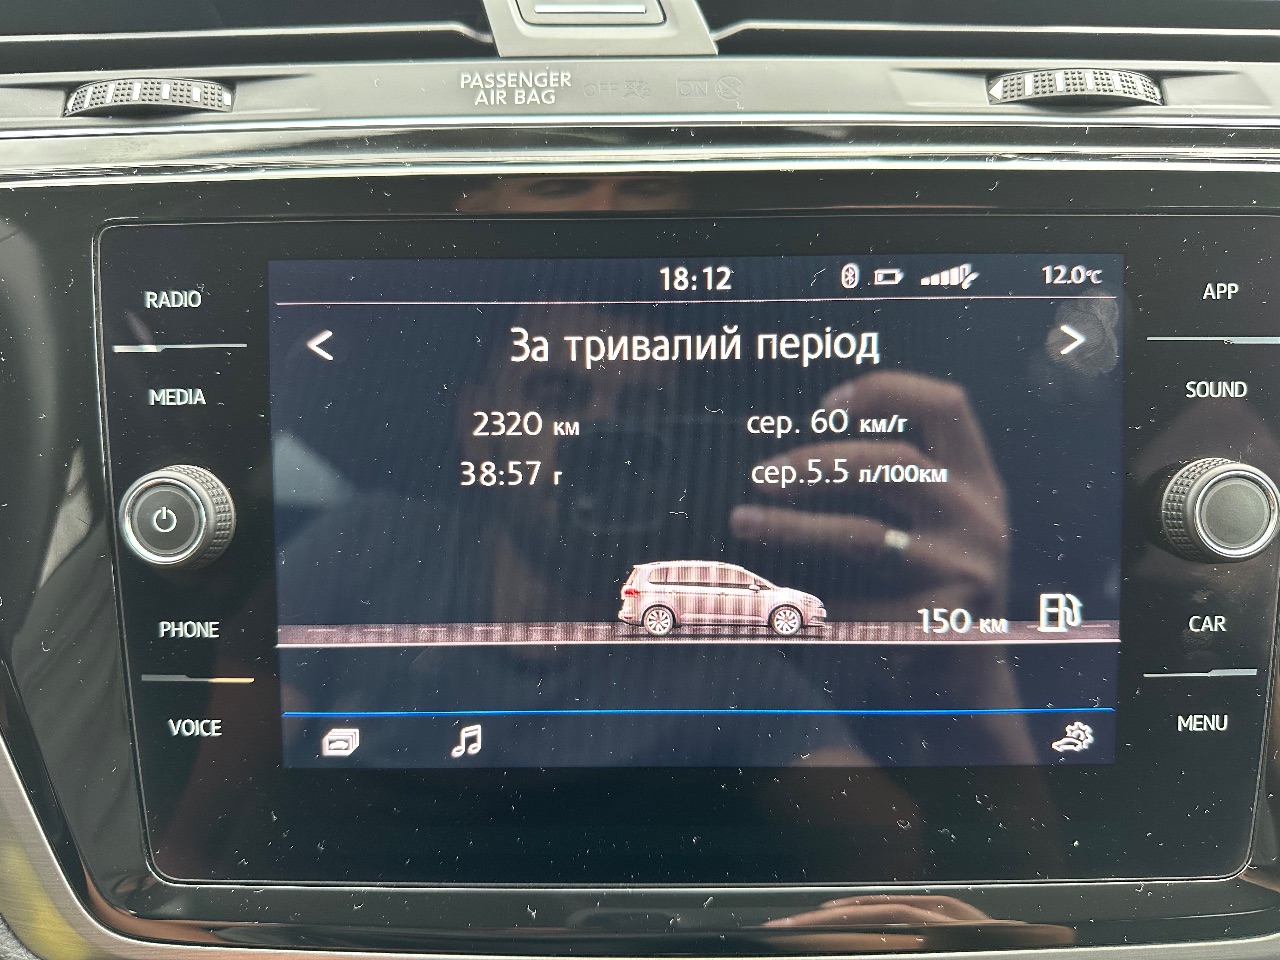 PASSENGER
AIR BAG OFF ON
18:12 12.0°C
RADIO
APP
< За тривалий період >
MEDIA
SOUND
2320 км сер. 60 км/г
38:57 г сер.5.5 л/100км
150 км
PHONE
CAR
VOICE
MENU